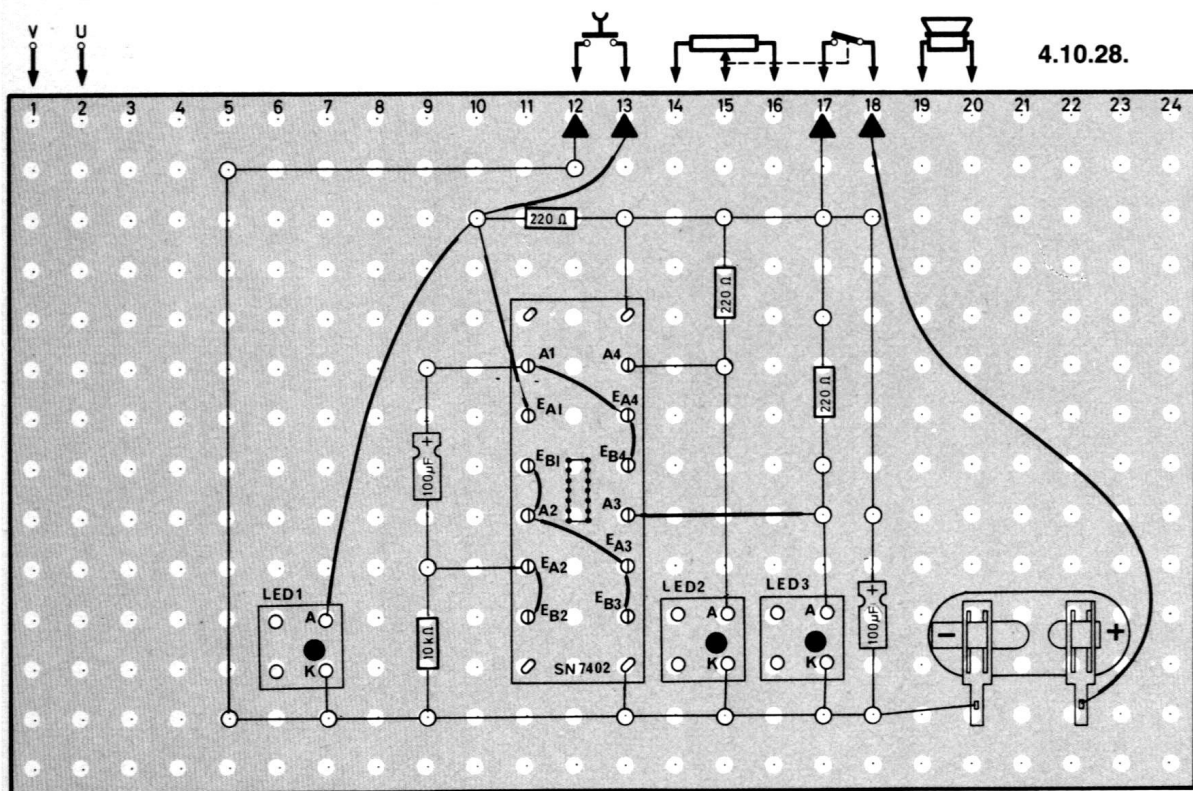 V U
4.10.28.
1 2 3 4 5 6 7 8 9 10 11 12 13 14 15 16 17 18 19 20 21 22 23 24
220 Ω
220 Ω
A1 A4
EA1 EA4
220 Ω
EB1 EB4
100µF +
A2 A3
EA2 EA3
LED1 LED2 LED3
A EB2 EB3 A A
10 kΩ
100µF +
- +
K SN7402 K K